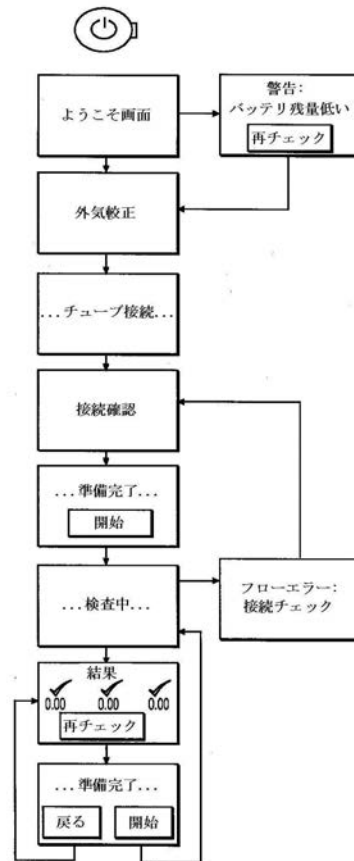 ようこそ画面
警告:
バッテリ残量低い
再チェック
外気較正
...チューブ接続...
接続確認
...準備完了...
開始
...検査中...
フローエラー:
接続チェック
結果
0.00 0.00 0.00
再チェック
...準備完了...
戻る 開始